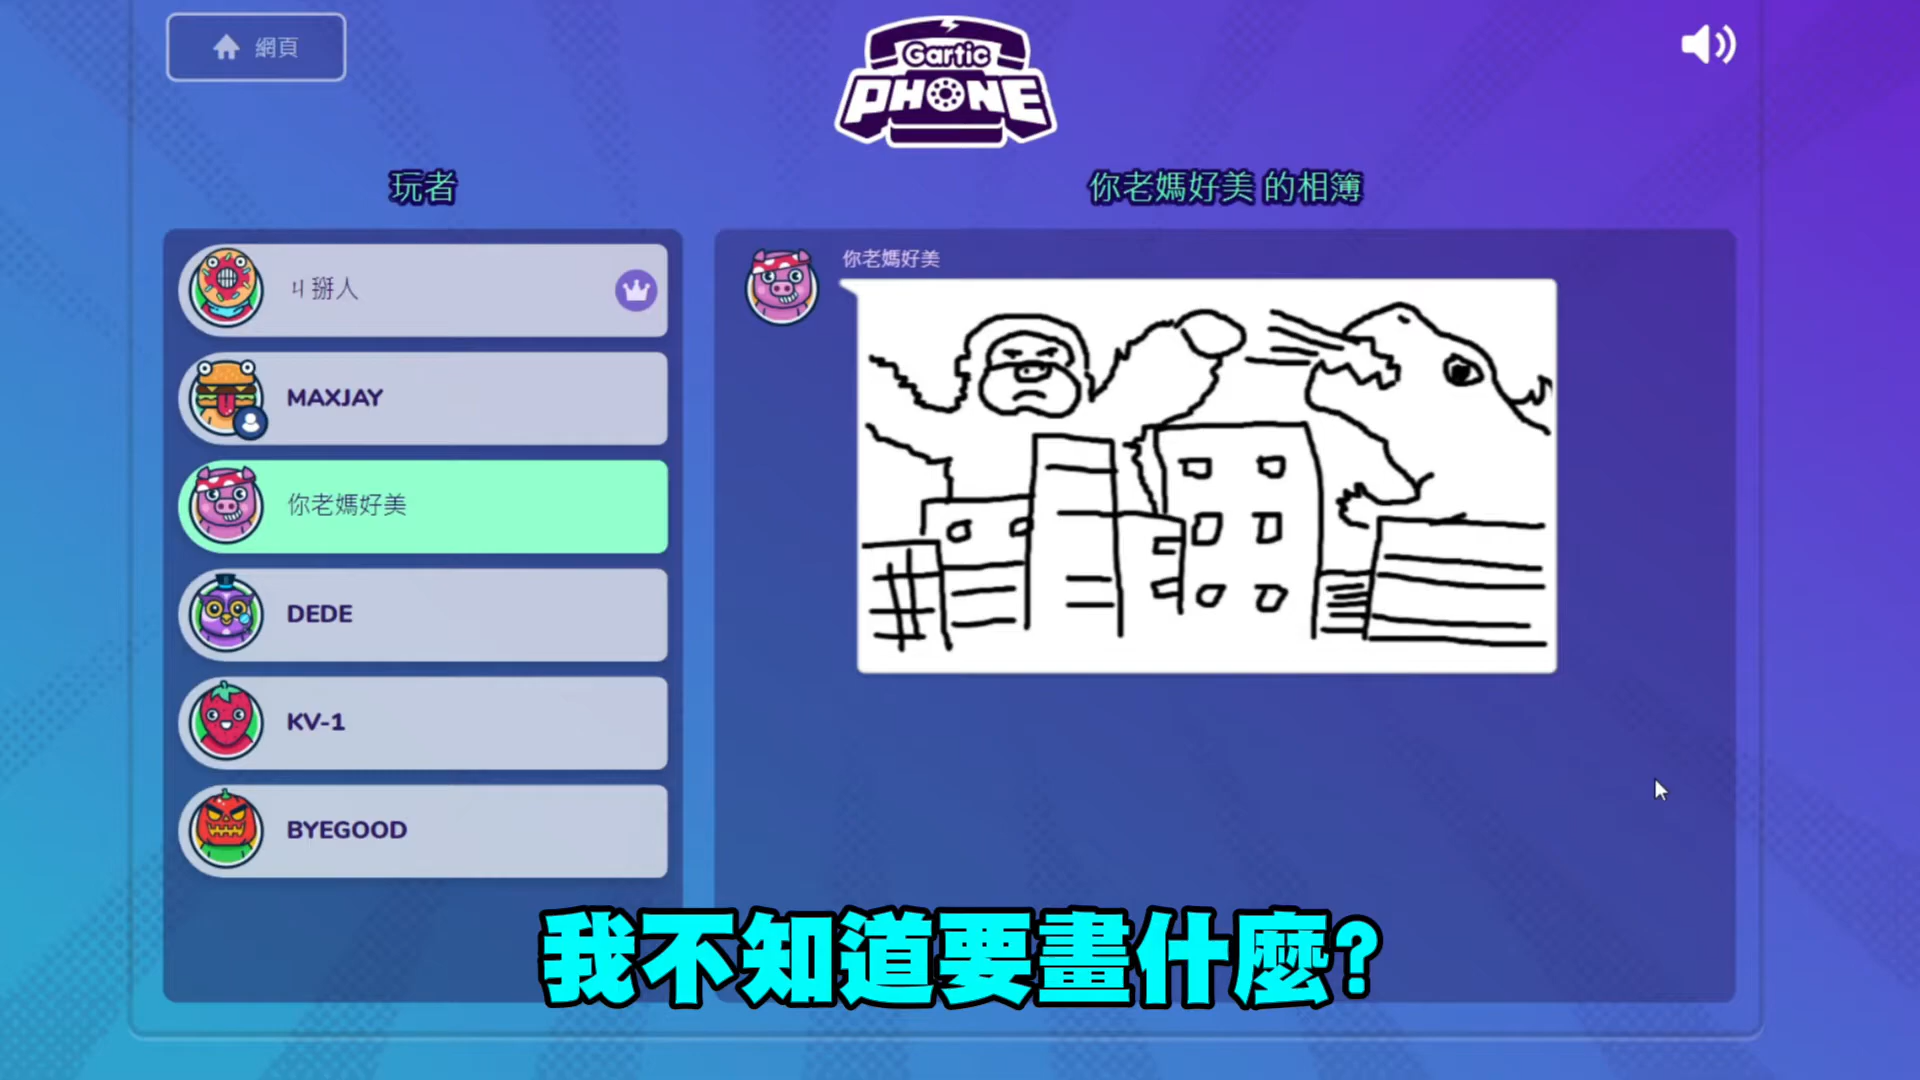 網頁
Gartic
PHONE
玩者
你老媽好美 的相簿
ㄐ掰人
MAXJAY
你老媽好美
DEDE
KV-1
BYEGOOD
你老媽好美
我不知道要畫什麼?